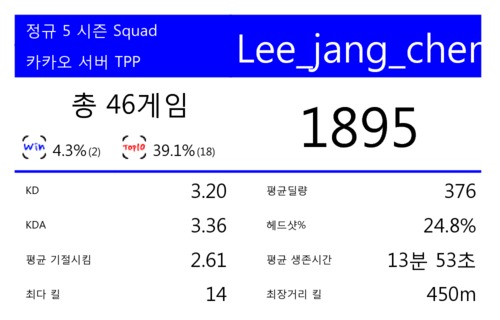 정규 5 시즌 Squad
카카오 서버 TPP
Lee_jang_cher
총 46게임
Win 4.3%(2) Top10 39.1%(18)
1895
KD 3.20 평균딜량 376
KDA 3.36 헤드샷% 24.8%
평균 기절시킴 2.61 평균 생존시간 13분 53초
최다 킬 14 최장거리 킬 450m